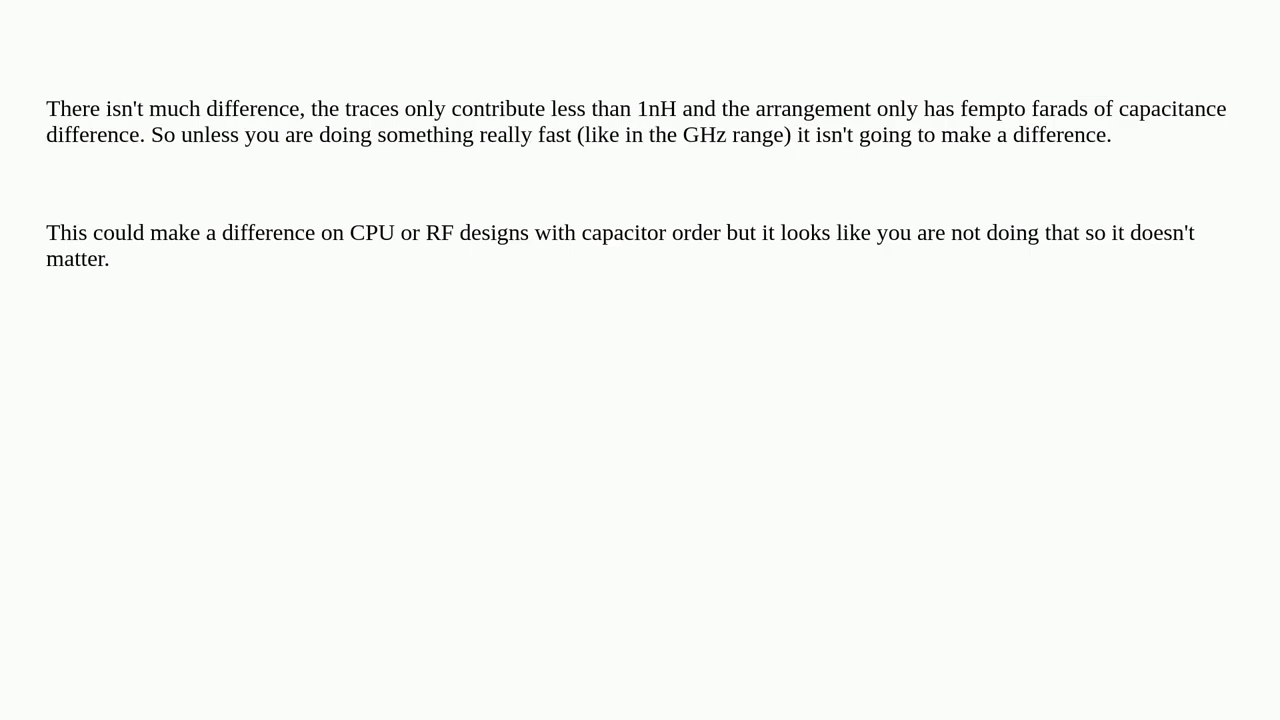 There isn't much difference, the traces only contribute less than 1nH and the arrangement only has fempto farads of capacitance
difference. So unless you are doing something really fast (like in the GHz range) it isn't going to make a difference.
This could make a difference on CPU or RF designs with capacitor order but it looks like you are not doing that so it doesn't
matter.